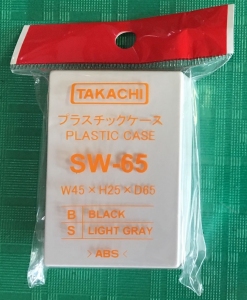 TAKACHI
プラスチックケース
PLASTIC CASE
SW-65
W45×H25×D65
B BLACK
S LIGHT GRAY
ABS